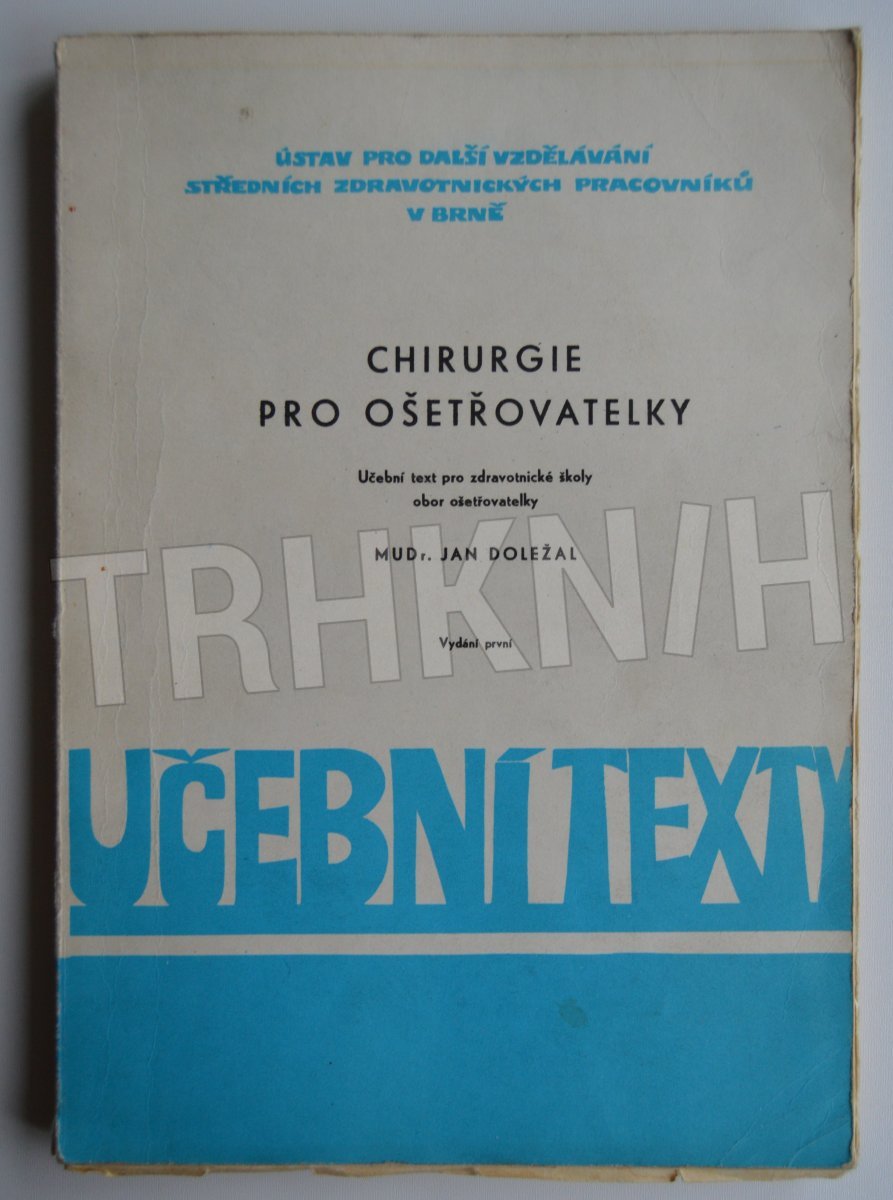 ÚSTAV PRO DALŠÍ VZDĚLÁVÁNÍ
STŘEDNÍCH ZDRAVOTNICKÝCH PRACOVNÍKŮ
V BRNĚ
CHIRURGIE
PRO OŠETŘOVATELKY
Učební text pro zdravotnické školy
obor ošetřovatelky
MUDr. JAN DOLEŽAL
TRHKNIH
Vydání první
UČEBNÍ TEXTY